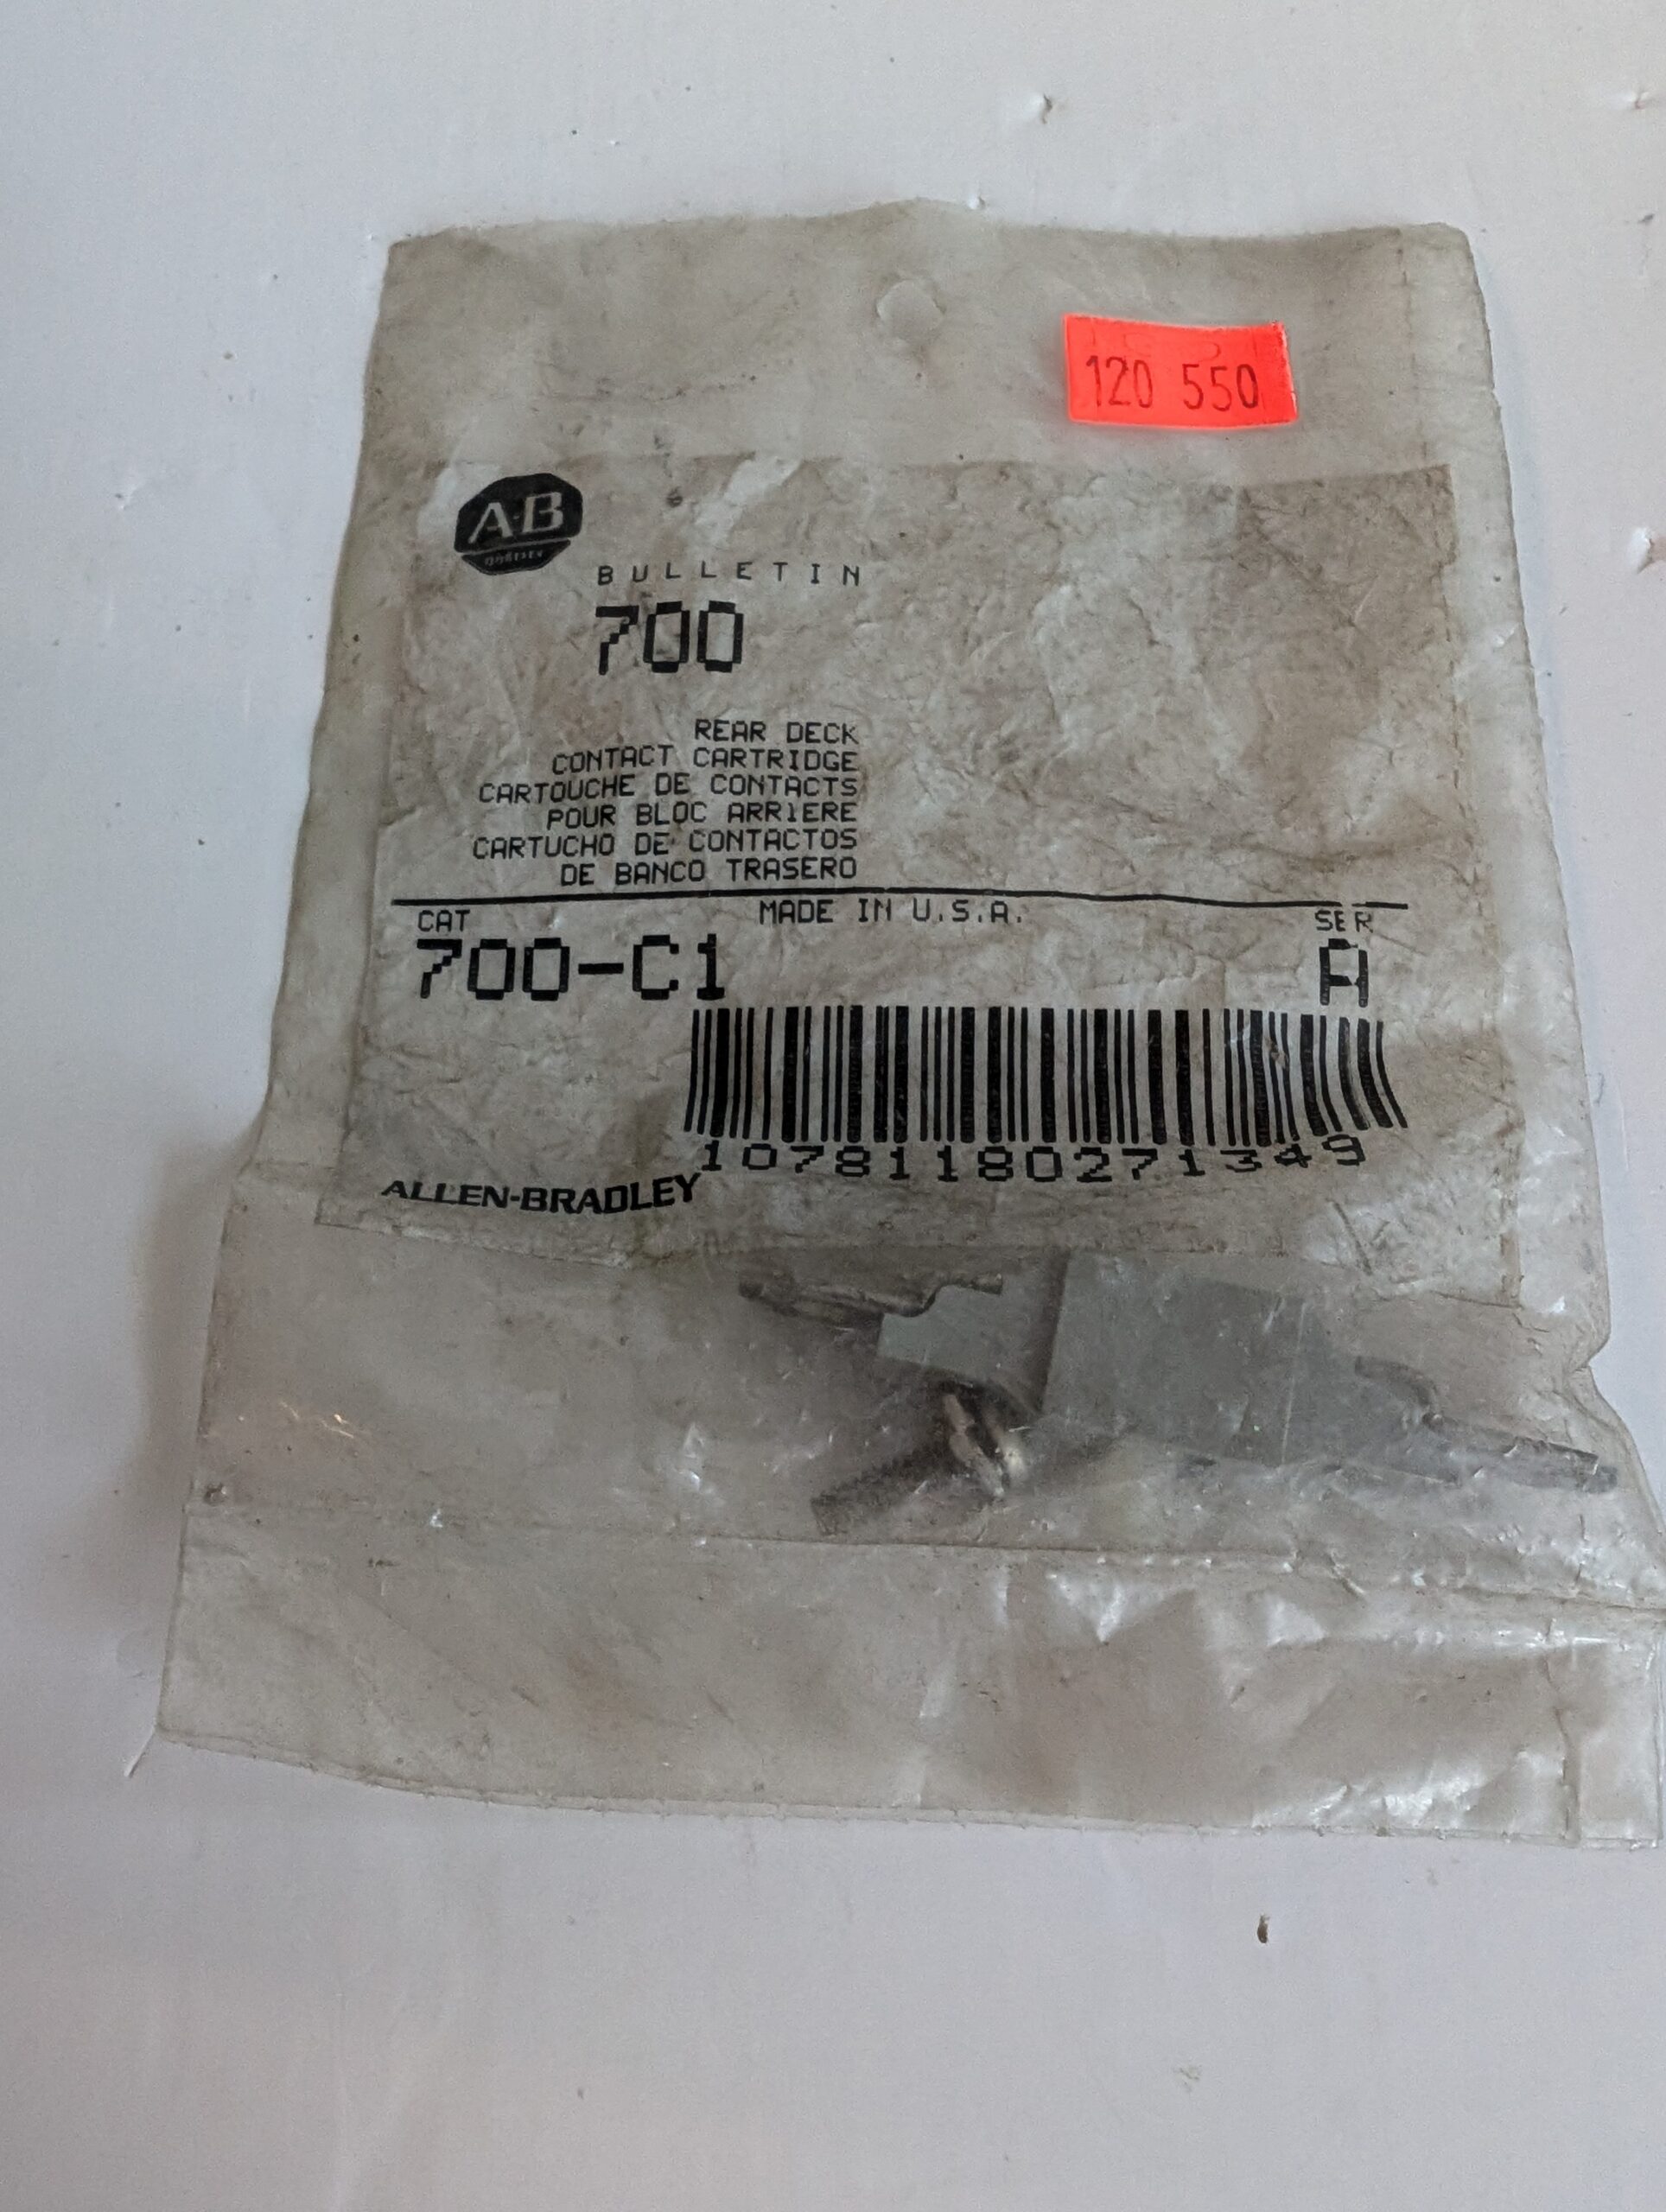 120 550
A·B
QUALITY
BULLETIN
700
REAR DECK
CONTACT CARTRIDGE
CARTOUCHE DE CONTACTS
POUR BLOC ARRIERE
CARTUCHO DE CONTACTOS
DE BANCO TRASERO
CAT MADE IN U.S.A. SER
700-C1 A
10781180271349
ALLEN-BRADLEY